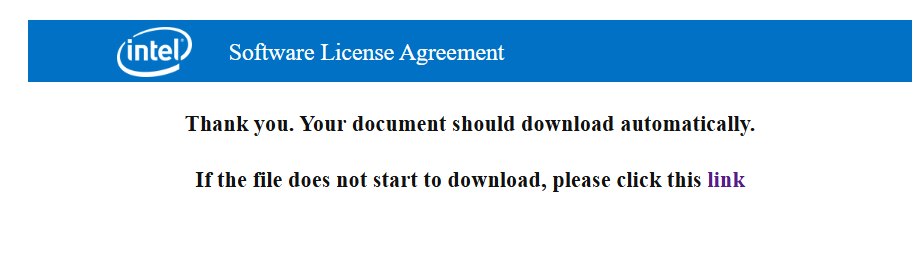 intel
Software License Agreement
Thank you. Your document should download automatically.
If the file does not start to download, please click this link